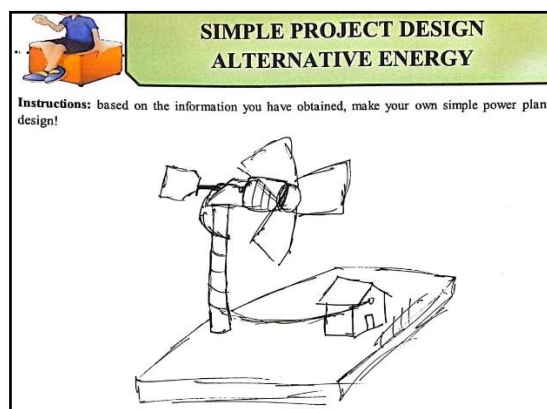 SIMPLE PROJECT DESIGN
ALTERNATIVE ENERGY
Instructions: based on the information you have obtained, make your own simple power plan
design!